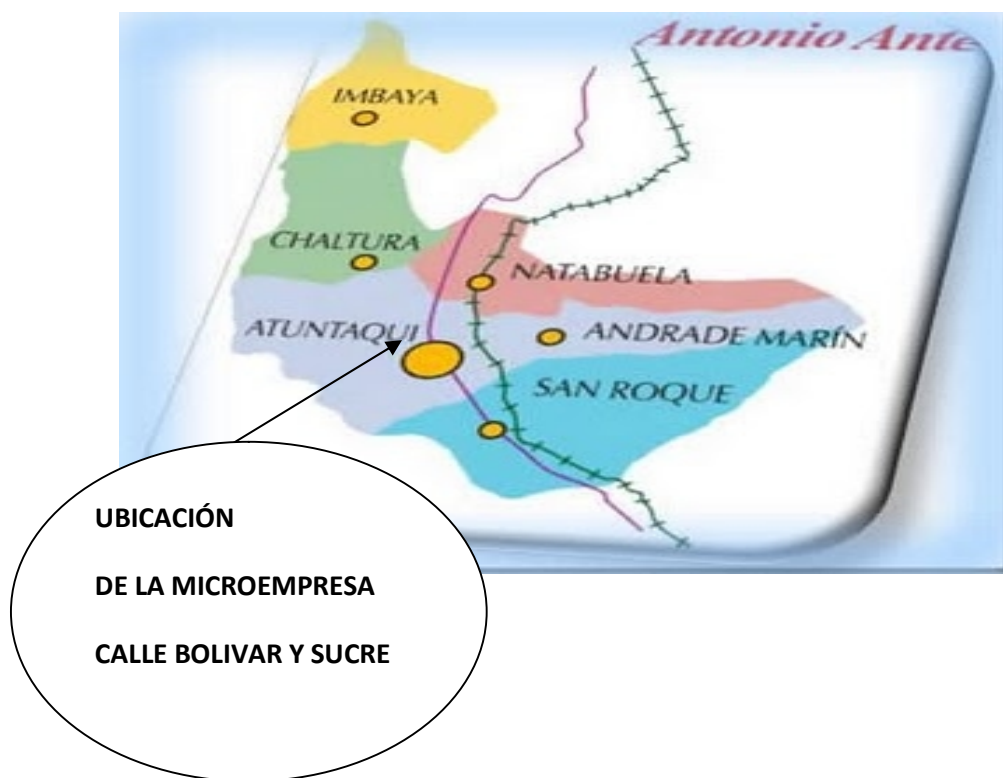 Antonio Ante
IMBAYA
CHALTURA
NATABUELA
ATUNTAQUI
ANDRADE MARÍN
SAN ROQUE
UBICACIÓN
DE LA MICROEMPRESA
CALLE BOLIVAR Y SUCRE